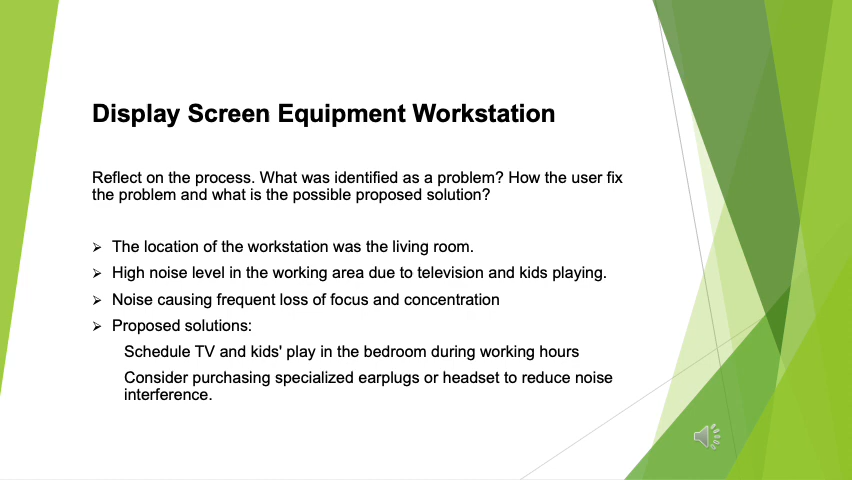 Display Screen Equipment Workstation
Reflect on the process. What was identified as a problem? How the user fix
the problem and what is the possible proposed solution?
The location of the workstation was the living room.
High noise level in the working area due to television and kids playing.
Noise causing frequent loss of focus and concentration
Proposed solutions:
Schedule TV and kids' play in the bedroom during working hours
Consider purchasing specialized earplugs or headset to reduce noise
interference.